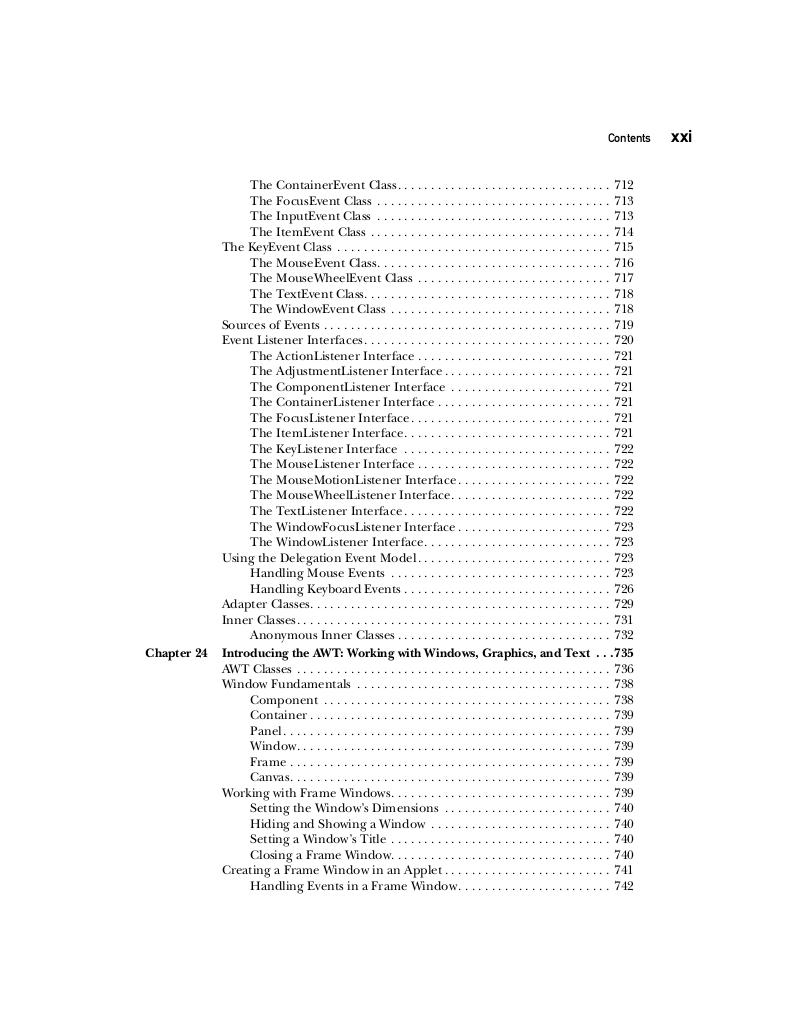 Contents xxi
The ContainerEvent Class. . . . . . . . . . . . . . . . . . . . . . . . . . . . . . . . 712
The FocusEvent Class . . . . . . . . . . . . . . . . . . . . . . . . . . . . . . . . . . . 713
The InputEvent Class . . . . . . . . . . . . . . . . . . . . . . . . . . . . . . . . . . . 713
The ItemEvent Class . . . . . . . . . . . . . . . . . . . . . . . . . . . . . . . . . . . . 714
The KeyEvent Class . . . . . . . . . . . . . . . . . . . . . . . . . . . . . . . . . . . . . . . . . 715
The MouseEvent Class. . . . . . . . . . . . . . . . . . . . . . . . . . . . . . . . . . . 716
The MouseWheelEvent Class . . . . . . . . . . . . . . . . . . . . . . . . . . . . . 717
The TextEvent Class. . . . . . . . . . . . . . . . . . . . . . . . . . . . . . . . . . . . . 718
The WindowEvent Class . . . . . . . . . . . . . . . . . . . . . . . . . . . . . . . . . 718
Sources of Events . . . . . . . . . . . . . . . . . . . . . . . . . . . . . . . . . . . . . . . . . . . 719
Event Listener Interfaces. . . . . . . . . . . . . . . . . . . . . . . . . . . . . . . . . . . . . 720
The ActionListener Interface . . . . . . . . . . . . . . . . . . . . . . . . . . . . . 721
The AdjustmentListener Interface . . . . . . . . . . . . . . . . . . . . . . . . . 721
The ComponentListener Interface . . . . . . . . . . . . . . . . . . . . . . . . 721
The ContainerListener Interface . . . . . . . . . . . . . . . . . . . . . . . . . . 721
The FocusListener Interface . . . . . . . . . . . . . . . . . . . . . . . . . . . . . . 721
The ItemListener Interface. . . . . . . . . . . . . . . . . . . . . . . . . . . . . . . 721
The KeyListener Interface . . . . . . . . . . . . . . . . . . . . . . . . . . . . . . . 722
The MouseListener Interface . . . . . . . . . . . . . . . . . . . . . . . . . . . . . 722
The MouseMotionListener Interface . . . . . . . . . . . . . . . . . . . . . . . 722
The MouseWheelListener Interface. . . . . . . . . . . . . . . . . . . . . . . . 722
The TextListener Interface . . . . . . . . . . . . . . . . . . . . . . . . . . . . . . . 722
The WindowFocusListener Interface . . . . . . . . . . . . . . . . . . . . . . . 723
The WindowListener Interface. . . . . . . . . . . . . . . . . . . . . . . . . . . . 723
Using the Delegation Event Model . . . . . . . . . . . . . . . . . . . . . . . . . . . . . 723
Handling Mouse Events . . . . . . . . . . . . . . . . . . . . . . . . . . . . . . . . . 723
Handling Keyboard Events . . . . . . . . . . . . . . . . . . . . . . . . . . . . . . . 726
Adapter Classes. . . . . . . . . . . . . . . . . . . . . . . . . . . . . . . . . . . . . . . . . . . . . 729
Inner Classes . . . . . . . . . . . . . . . . . . . . . . . . . . . . . . . . . . . . . . . . . . . . . . . 731
Anonymous Inner Classes . . . . . . . . . . . . . . . . . . . . . . . . . . . . . . . . 732
Chapter 24 Introducing the AWT: Working with Windows, Graphics, and Text . . .735
AWT Classes . . . . . . . . . . . . . . . . . . . . . . . . . . . . . . . . . . . . . . . . . . . . . . . 736
Window Fundamentals . . . . . . . . . . . . . . . . . . . . . . . . . . . . . . . . . . . . . . 738
Component . . . . . . . . . . . . . . . . . . . . . . . . . . . . . . . . . . . . . . . . . . . 738
Container . . . . . . . . . . . . . . . . . . . . . . . . . . . . . . . . . . . . . . . . . . . . . 739
Panel . . . . . . . . . . . . . . . . . . . . . . . . . . . . . . . . . . . . . . . . . . . . . . . . . 739
Window. . . . . . . . . . . . . . . . . . . . . . . . . . . . . . . . . . . . . . . . . . . . . . . 739
Frame . . . . . . . . . . . . . . . . . . . . . . . . . . . . . . . . . . . . . . . . . . . . . . . . 739
Canvas. . . . . . . . . . . . . . . . . . . . . . . . . . . . . . . . . . . . . . . . . . . . . . . . 739
Working with Frame Windows. . . . . . . . . . . . . . . . . . . . . . . . . . . . . . . . . 739
Setting the Window's Dimensions . . . . . . . . . . . . . . . . . . . . . . . . . 740
Hiding and Showing a Window . . . . . . . . . . . . . . . . . . . . . . . . . . . 740
Setting a Window's Title . . . . . . . . . . . . . . . . . . . . . . . . . . . . . . . . . 740
Closing a Frame Window. . . . . . . . . . . . . . . . . . . . . . . . . . . . . . . . . 740
Creating a Frame Window in an Applet . . . . . . . . . . . . . . . . . . . . . . . . . 741
Handling Events in a Frame Window. . . . . . . . . . . . . . . . . . . . . . . 742